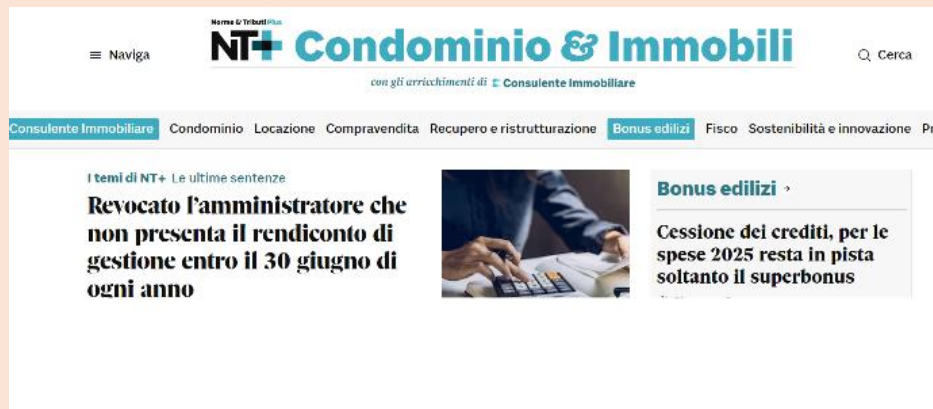 Norme & Tributi Plus
NT+ Condominio & Immobili
Naviga
Cerca
con gli arricchimenti di Consulente Immobiliare
Consulente Immobiliare Condominio Locazione Compravendita Recupero e ristrutturazione Bonus edilizi Fisco Sostenibilità e innovazione
I temi di NT+ Le ultime sentenze
Revocato l'amministratore che
non presenta il rendiconto di
gestione entro il 30 giugno di
ogni anno
Bonus edilizi
Cessione dei crediti, per le
spese 2025 resta in pista
soltanto il superbonus